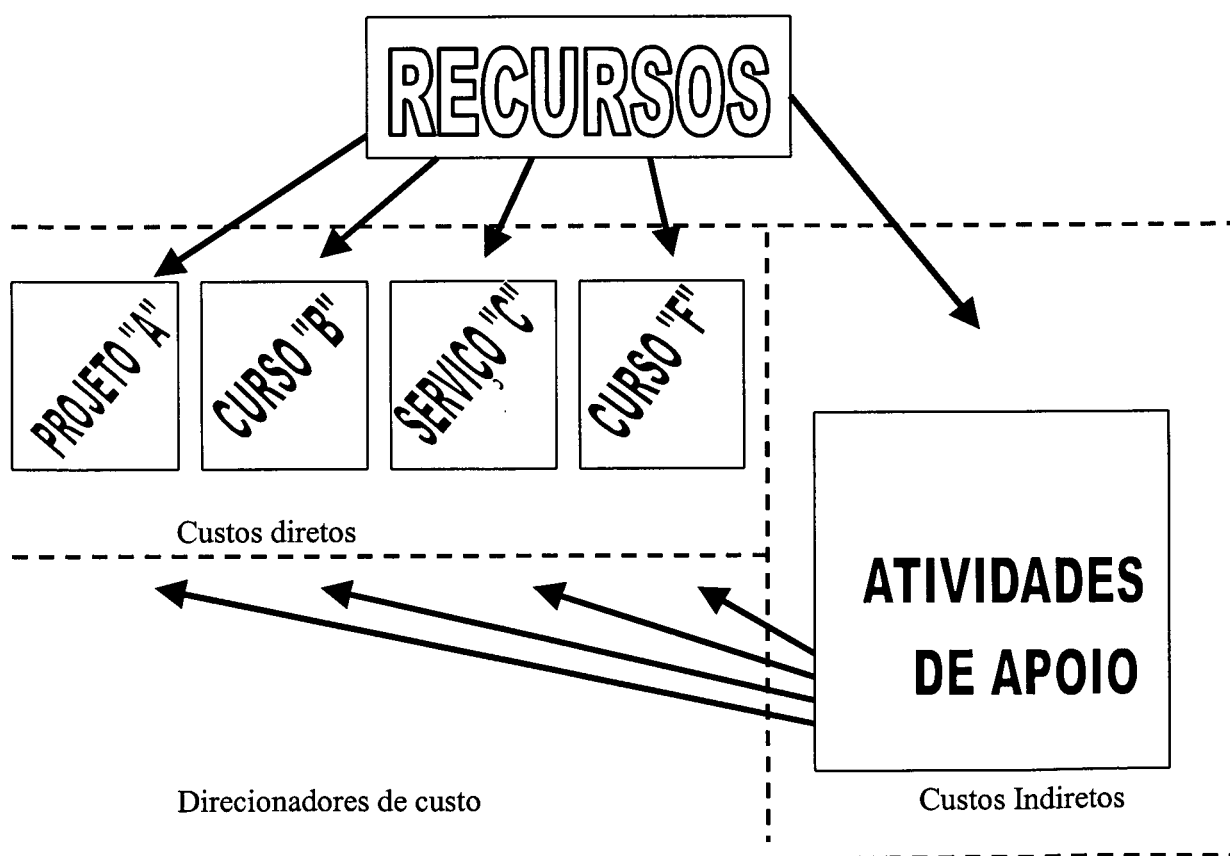 RECURSOS
PROJETO "A"
CURSO "B"
SERVIÇO "C"
CURSO "F"
Custos diretos
ATIVIDADES
DE APOIO
Direcionadores de custo
Custos Indiretos